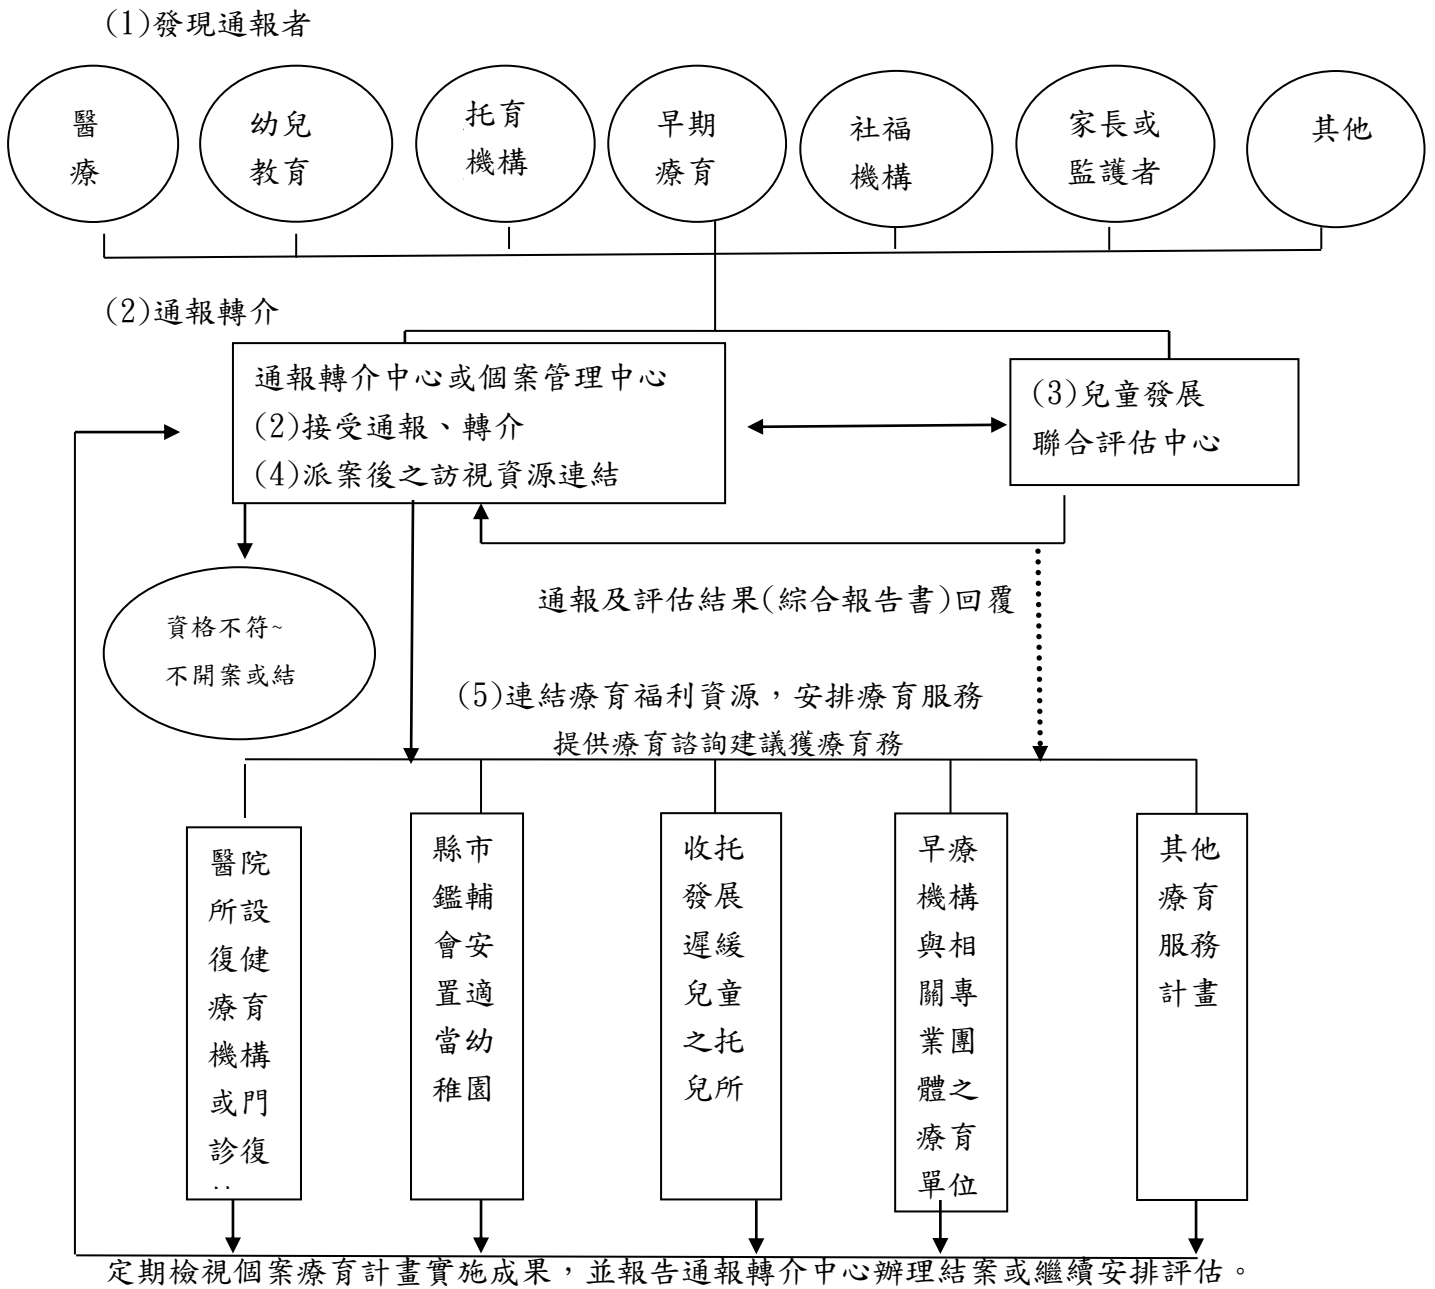 (1)發現通報者
醫
療
幼兒
教育
托育
機構
早期
療育
社福
機構
家長或
監護者
其他
(2)通報轉介
通報轉介中心或個案管理中心
(2)接受通報、轉介
(4)派案後之訪視資源連結
(3)兒童發展
聯合評估中心
通報及評估結果(綜合報告書)回覆
資格不符~
不開案或結
(5)連結療育福利資源，安排療育服務
提供療育諮詢建議獲療育務
醫院
所設
復健
療育
機構
或門
診復
縣市
鑑輔
會安
置適
當幼
稚園
收托
發展
遲緩
兒童
之托
兒所
早療
機構
與相
關專
業團
體之
療育
單位
其他
療育
服務
計畫
定期檢視個案療育計畫實施成果，並報告通報轉介中心辦理結案或繼續安排評估。